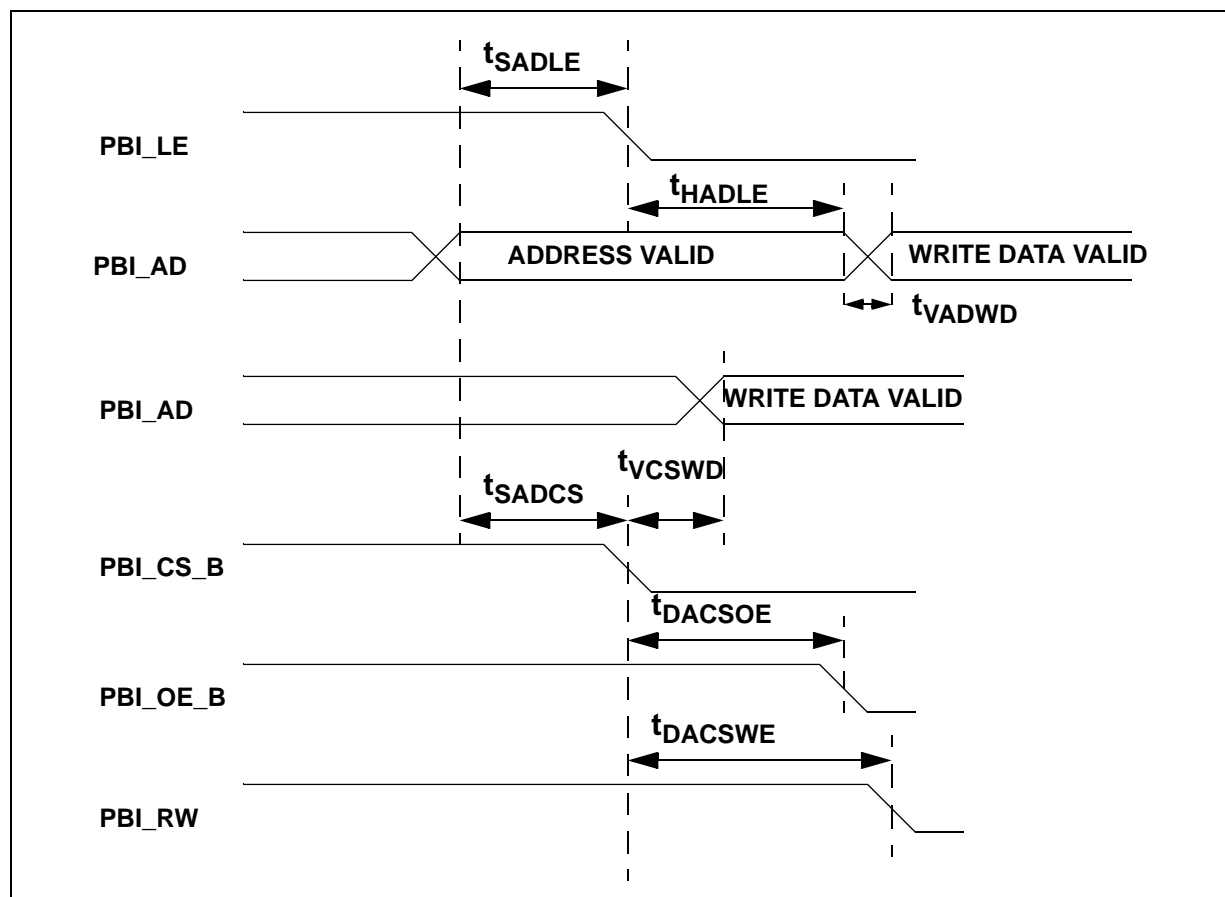 tSADLE
PBI_LE
tHADLE
PBI_AD
ADDRESS VALID
WRITE DATA VALID
tVADWD
PBI_AD
WRITE DATA VALID
tVCSWD
tSADCS
PBI_CS_B
tDACSOE
PBI_OE_B
tDACSWE
PBI_RW